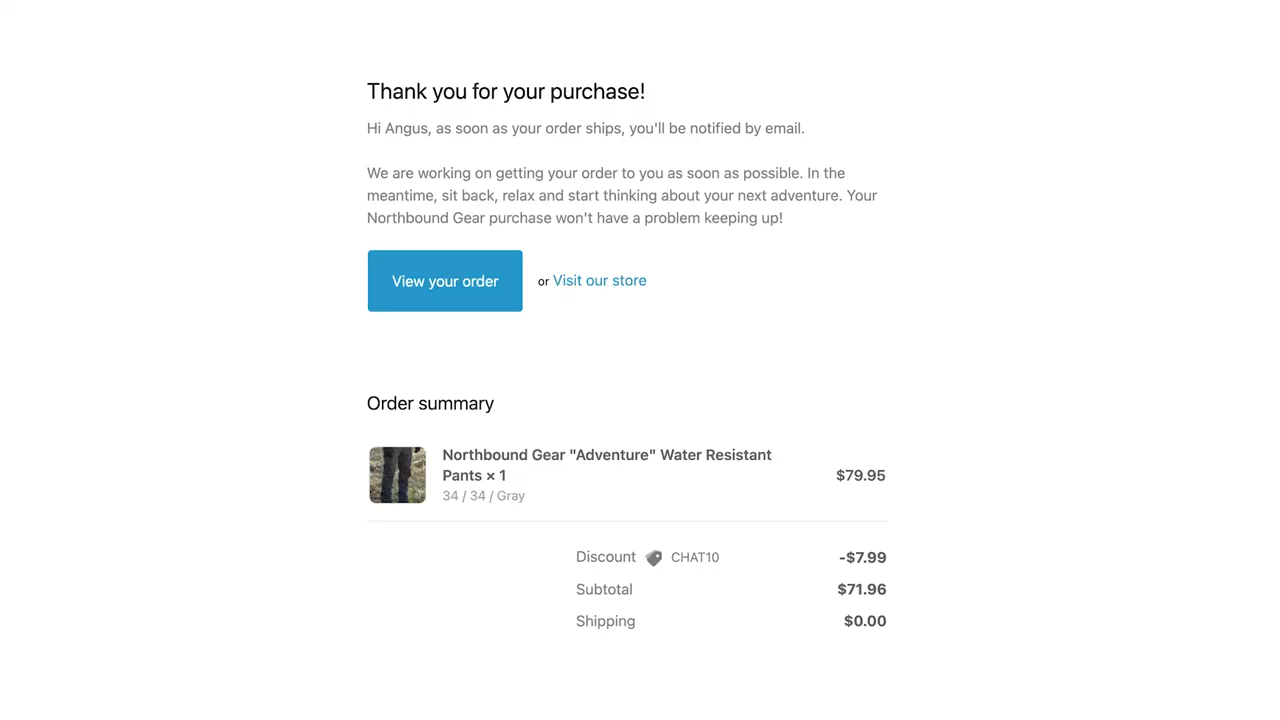 Thank you for your purchase!
Hi Angus, as soon as your order ships, you'll be notified by email.
We are working on getting your order to you as soon as possible. In the
meantime, sit back, relax and start thinking about your next adventure. Your
Northbound Gear purchase won't have a problem keeping up!
View your order or Visit our store
Order summary
Northbound Gear "Adventure" Water Resistant
Pants × 1 $79.95
34 / 34 / Gray
Discount CHAT10 -$7.99
Subtotal $71.96
Shipping $0.00